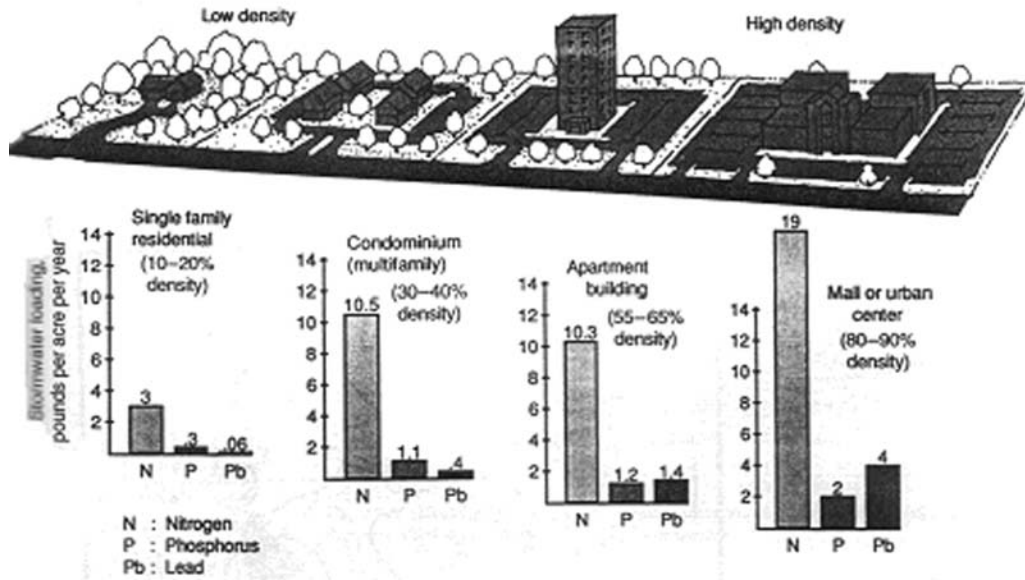 Low density
High density
Stormwater loading,
pounds per acre per year
Single family
residential
(10–20%
density)
14
12
10
8
6
4
2
3
.3
.06
N P Pb
Condominium
(multifamily)
(30–40%
density)
14
12
10
8
6
4
2
10.5
1.1
.4
N P Pb
Apartment
building
(55–65%
density)
14
12
10
8
6
4
2
10.3
1.2
1.4
N P Pb
19
Mall or urban
center
(80–90%
density)
14
12
10
8
6
4
2
2
4
N P Pb
N : Nitrogen
P : Phosphorus
Pb : Lead